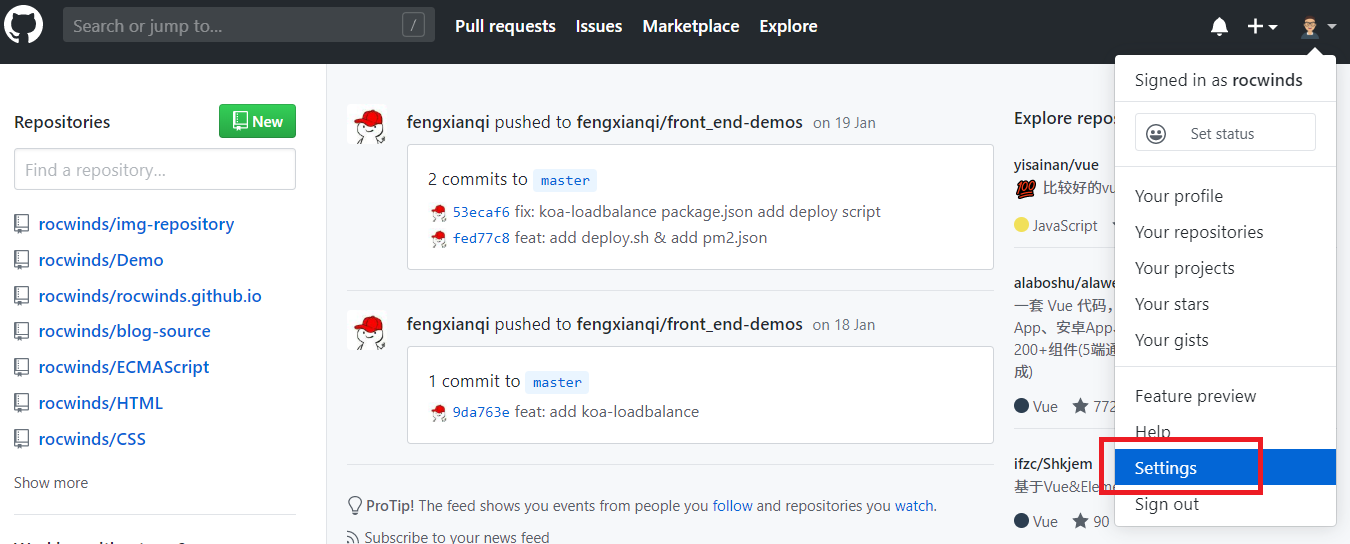 Search or jump to...
/
Pull requests
Issues
Marketplace
Explore
Repositories
New
Find a repository...
rocwinds/img-repository
rocwinds/Demo
rocwinds/rocwinds.github.io
rocwinds/blog-source
rocwinds/ECMAScript
rocwinds/HTML
rocwinds/CSS
Show more
fengxianqi pushed to fengxianqi/front_end-demos on 19 Jan
2 commits to master
53ecaf6 fix: koa-loadbalance package.json add deploy script
fed77c8 feat: add deploy.sh & add pm2.json
fengxianqi pushed to fengxianqi/front_end-demos on 18 Jan
1 commit to master
9da763e feat: add koa-loadbalance
ProTip! The feed shows you events from people you follow and repositories you watch.
Subscribe to your news feed
Explore repos
yisainan/vue
💯 比较好的vu
JavaScript
alaboshu/alawe
一套 Vue 代码，
App、安卓App、
200+组件(5端通
成)
Vue 772
ifzc/Shkjem
基于Vue&Eleme
Vue 90
Signed in as rocwinds
Set status
Your profile
Your repositories
Your projects
Your stars
Your gists
Feature preview
Help
Settings
Sign out